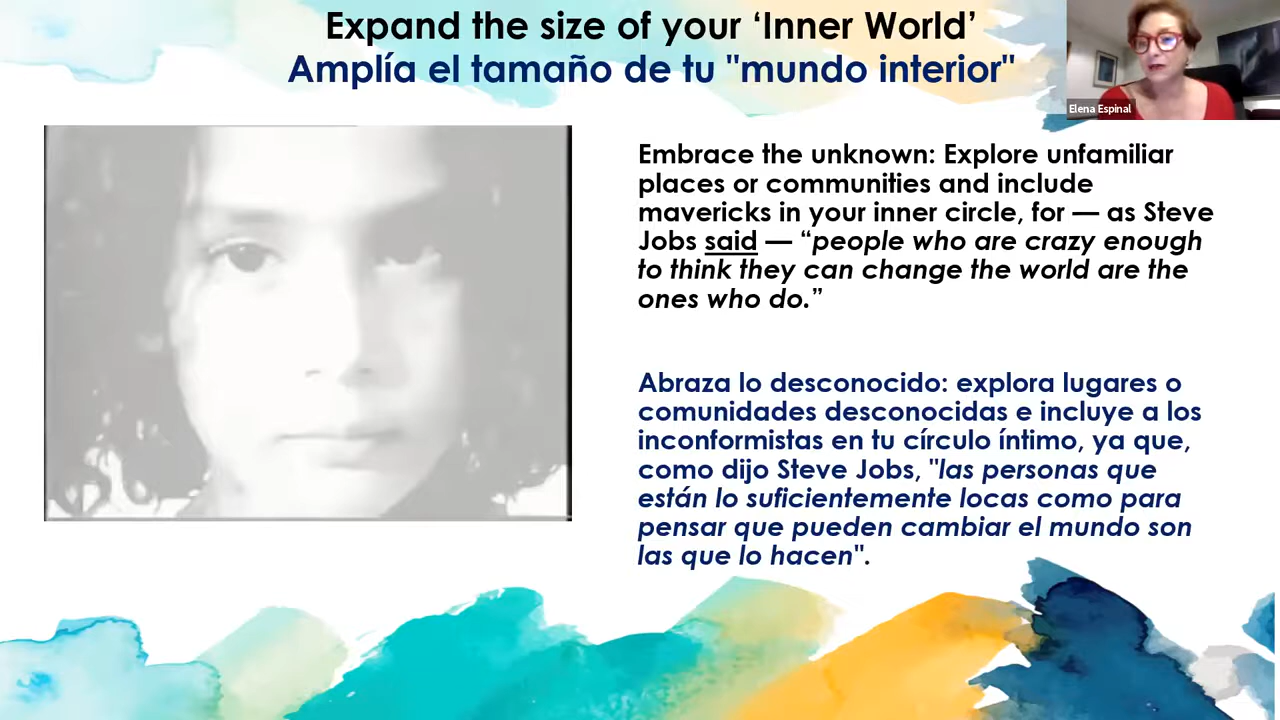 Expand the size of your ‘Inner World’
Amplía el tamaño de tu "mundo interior"
Elena Espinal
Embrace the unknown: Explore unfamiliar
places or communities and include
mavericks in your inner circle, for — as Steve
Jobs said — “people who are crazy enough
to think they can change the world are the
ones who do.”
Abraza lo desconocido: explora lugares o
comunidades desconocidas e incluye a los
inconformistas en tu círculo íntimo, ya que,
como dijo Steve Jobs, "las personas que
están lo suficientemente locas como para
pensar que pueden cambiar el mundo son
las que lo hacen".